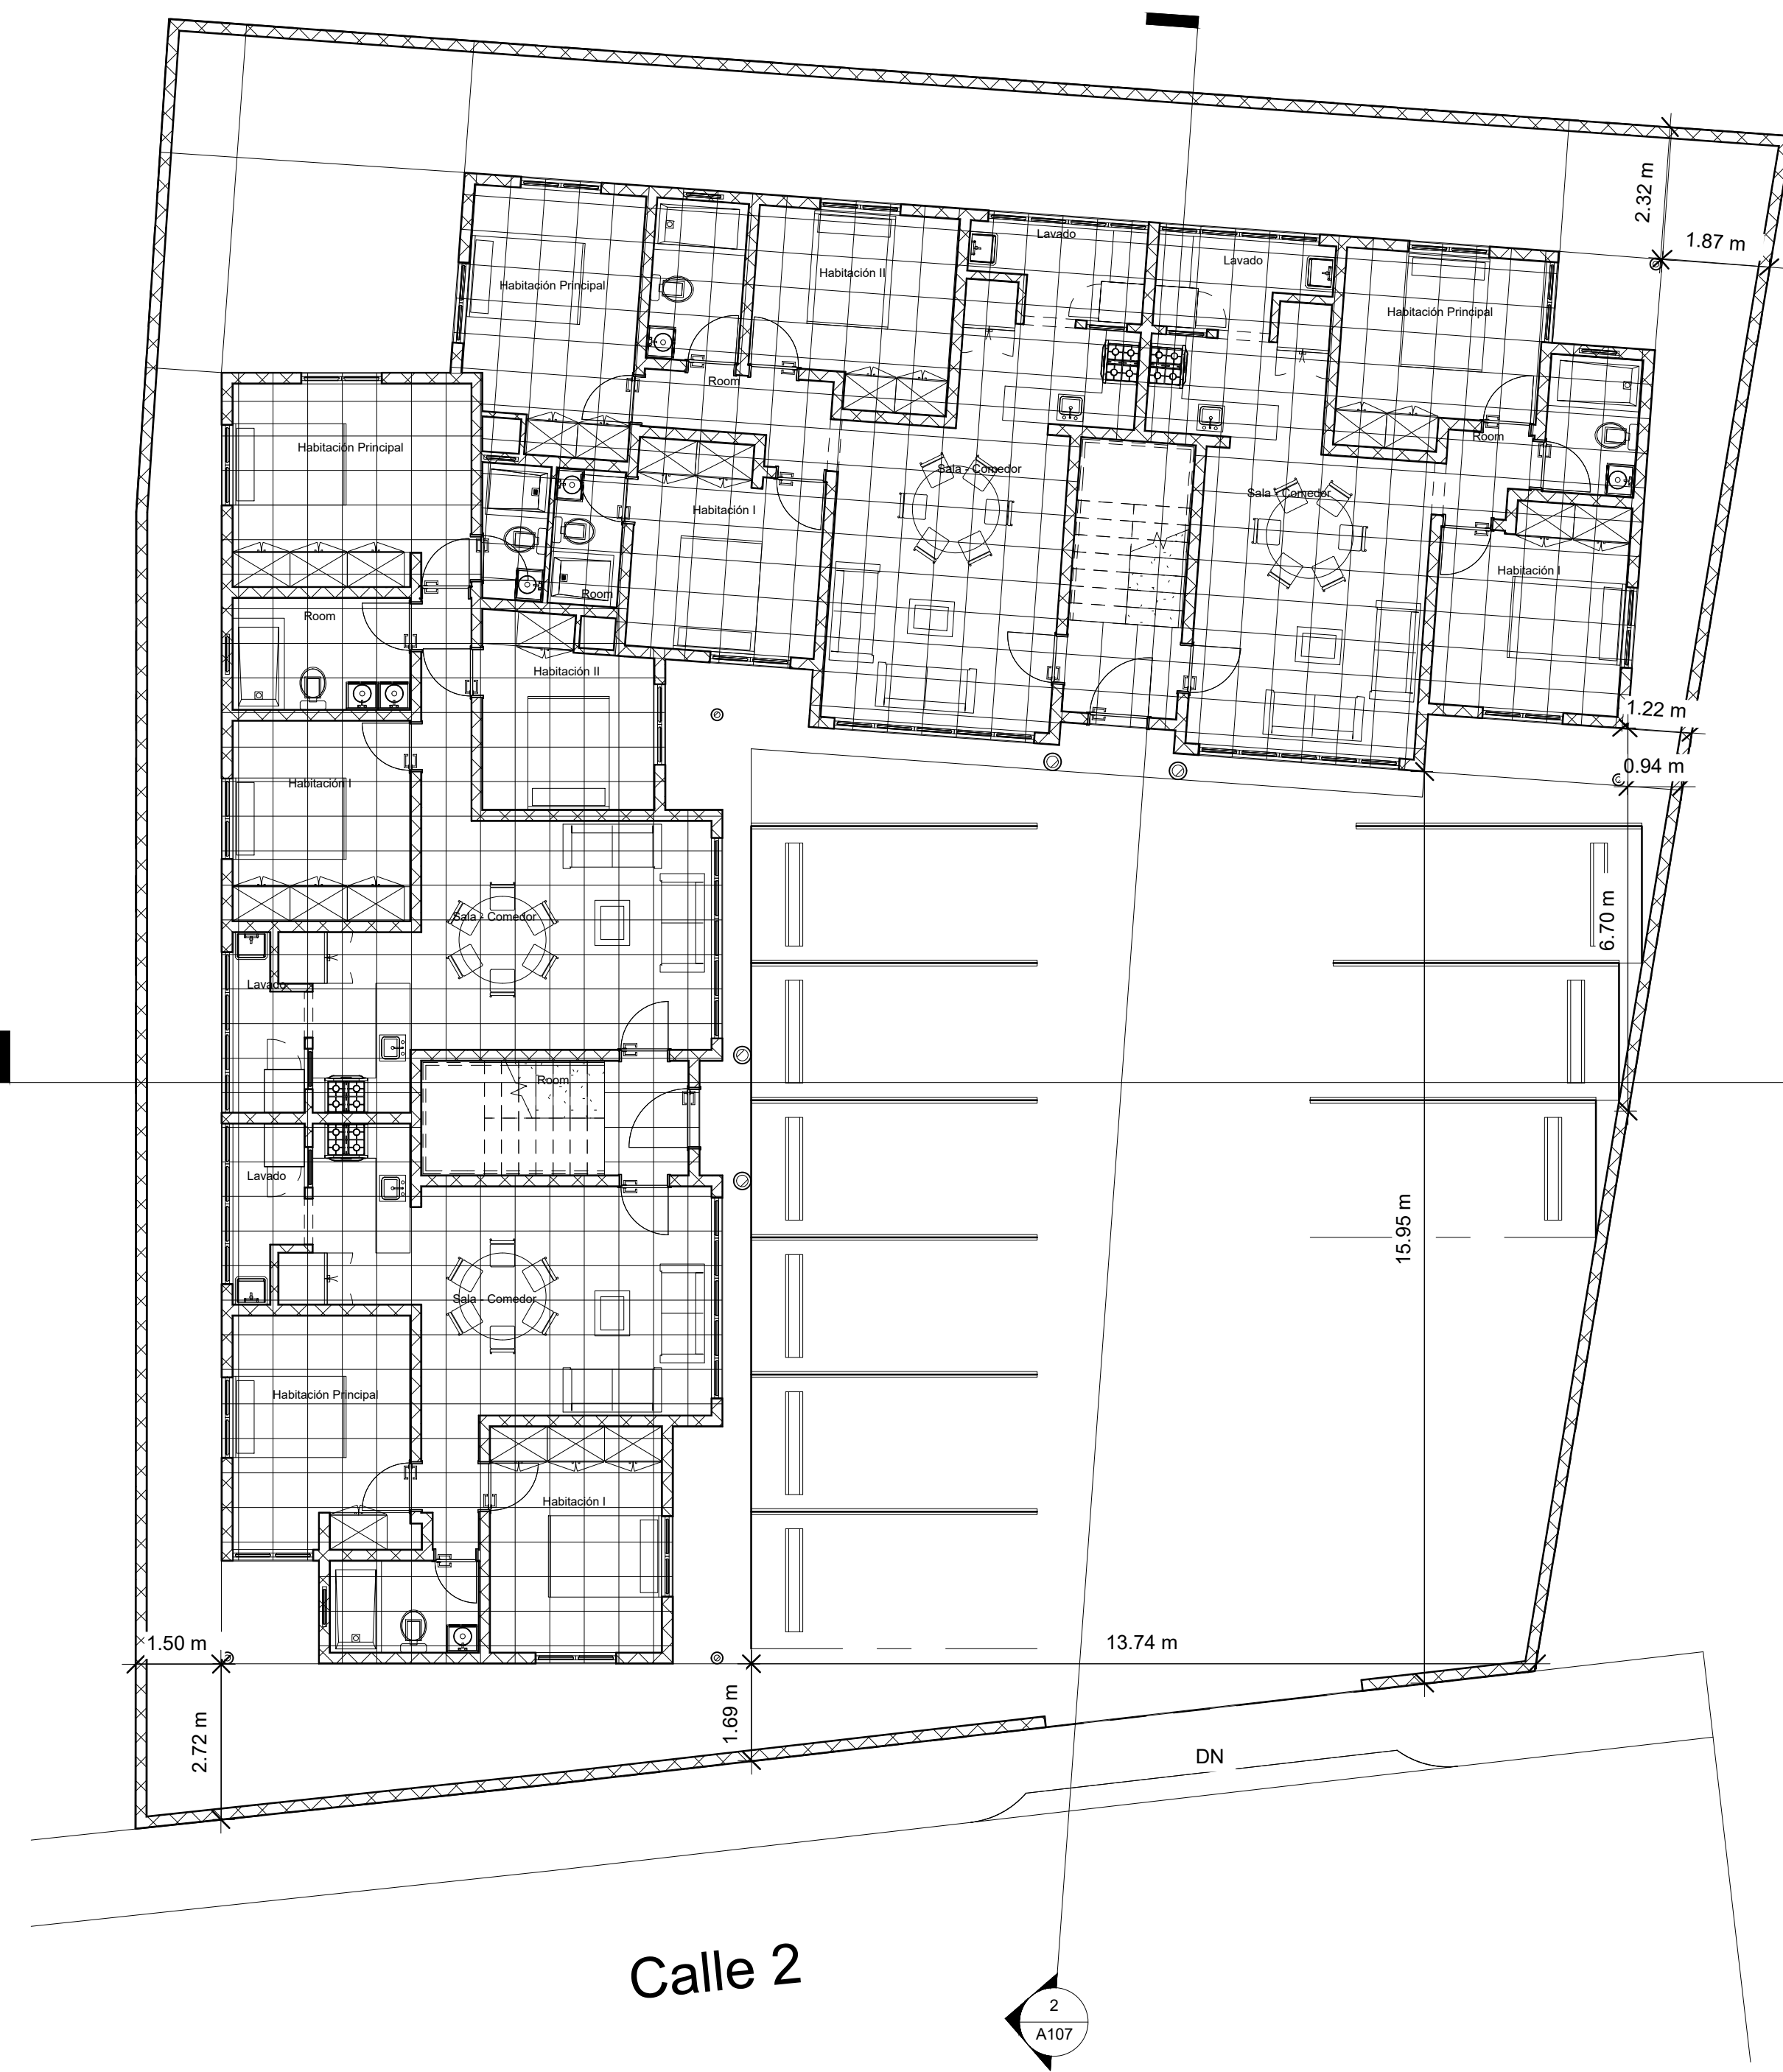 2.32 m
1.87 m
Lavado
Lavado
Habitación II
Habitación Principal
Habitación Principal
Room
Room
Habitación Principal
Sala - Comedor
Sala - Comedor
Habitación I
Habitación I
Room
Room
Habitación II
1.22 m
0.94 m
Habitación I
Sala - Comedor
6.70 m
Lavado
Room
Lavado
15.95 m
Sala - Comedor
Habitación Principal
Habitación I
1.50 m
13.74 m
2.72 m
1.69 m
DN
Calle 2
2
A107